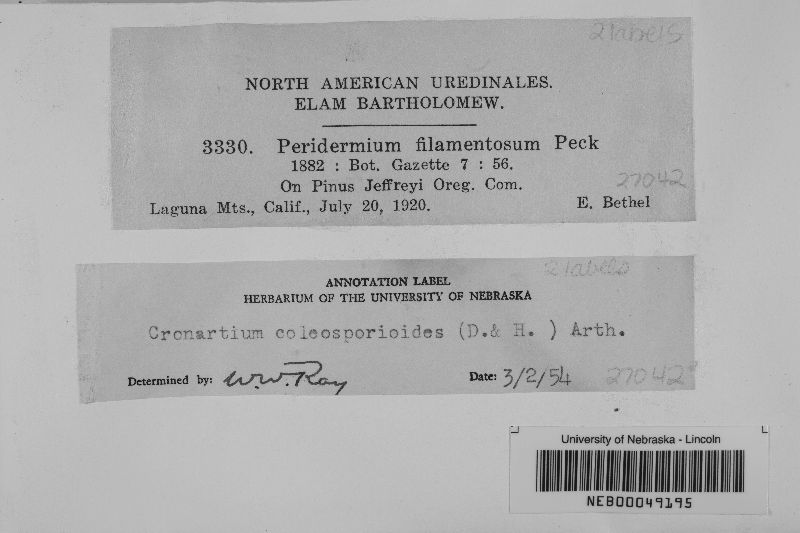 2 labels
NORTH AMERICAN UREDINALES.
ELAM BARTHOLOMEW.
3330. Peridermium filamentosum Peck
1882 : Bot. Gazette 7 : 56.
On Pinus Jeffreyi Oreg. Com.
27042
Laguna Mts., Calif., July 20, 1920. E. Bethel
2 labels
ANNOTATION LABEL
HERBARIUM OF THE UNIVERSITY OF NEBRASKA
Cronartium coleosporioides (D.& H. ) Arth.
Determined by: W.W. Ray Date: 3/2/54 27042
University of Nebraska - Lincoln
NEB00049195